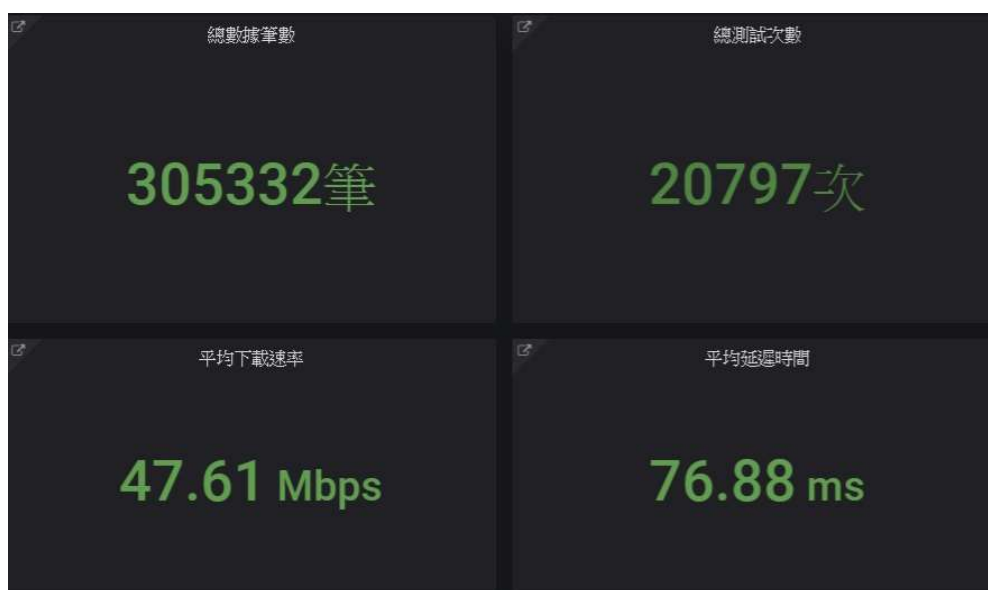 總數據筆數
總測試次數
305332筆
20797次
平均下載速率
平均延遲時間
47.61 Mbps
76.88 ms